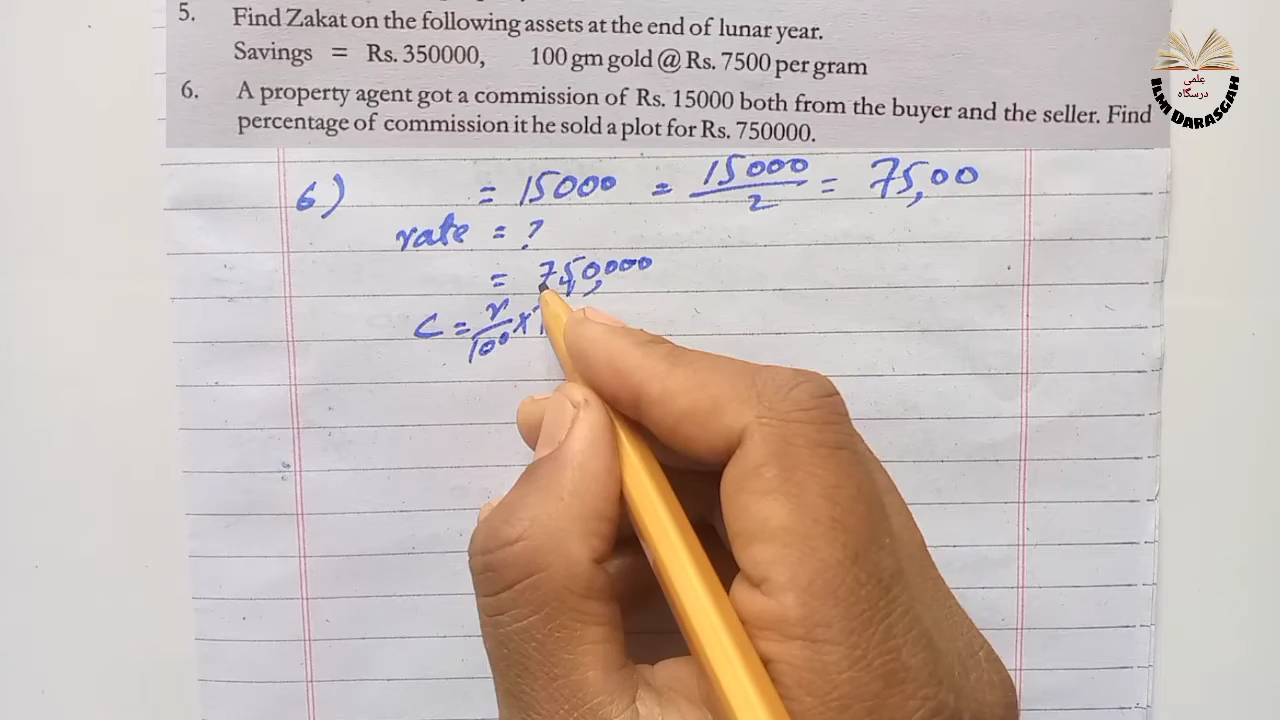 5. Find Zakat on the following assets at the end of lunar year.
Savings = Rs. 350000, 100 gm gold @ Rs. 7500 per gram
6. A property agent got a commission of Rs. 15000 both from the buyer and the seller. Find
percentage of commission it he sold a plot for Rs. 750000.
علمی
درسگاه
ILMI DARASGAH
6) = 15000 = 15000/2 = 75,00
rate = ?
= 750,000
C = r/100 ×